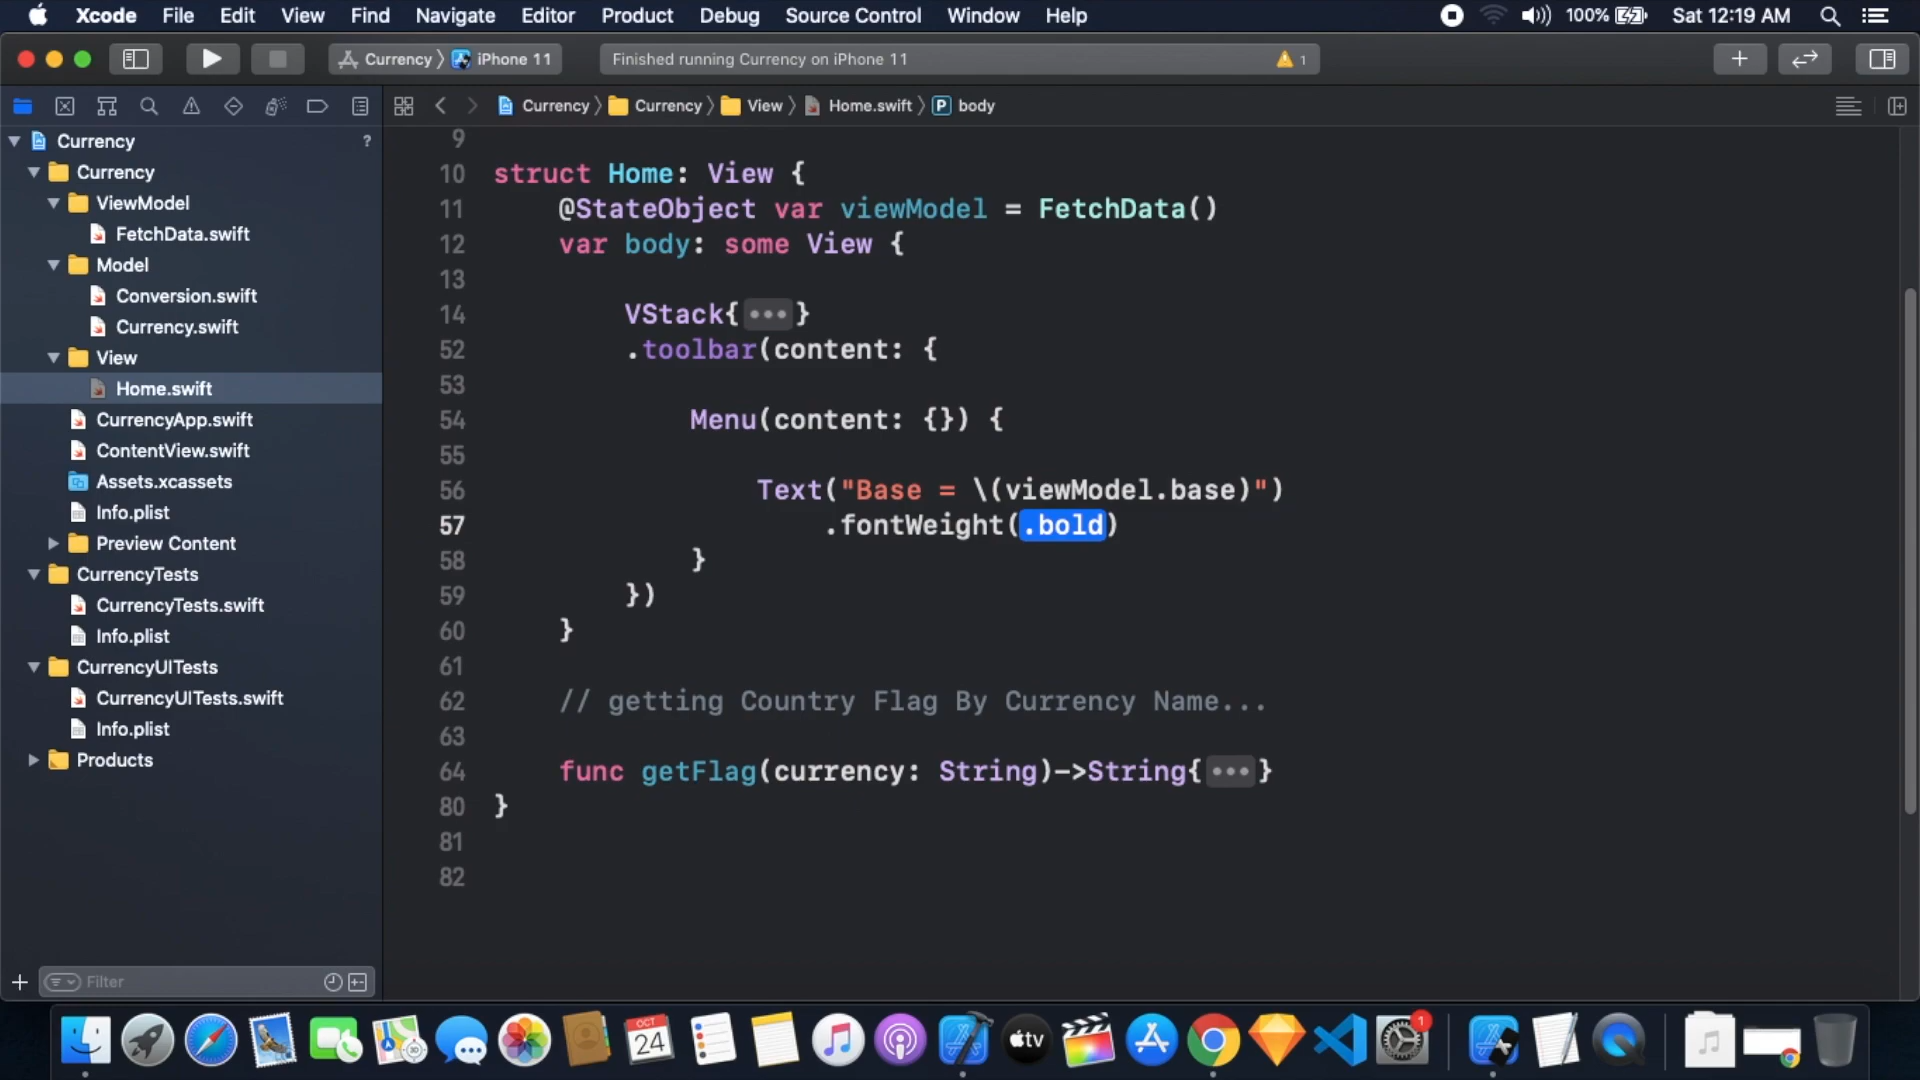 Xcode File Edit View Find Navigate Editor Product Debug Source Control Window Help 100% Sat 12:19 AM
Currency iPhone 11 Finished running Currency on iPhone 11 1
Currency Currency View Home.swift P body
Currency ?
Currency
ViewModel
FetchData.swift
Model
Conversion.swift
Currency.swift
View
Home.swift
CurrencyApp.swift
ContentView.swift
Assets.xcassets
Info.plist
Preview Content
CurrencyTests
CurrencyTests.swift
Info.plist
CurrencyUITests
CurrencyUITests.swift
Info.plist
Products
Filter
9
10 struct Home: View {
11 @StateObject var viewModel = FetchData()
12 var body: some View {
13
14 VStack{•••}
52 .toolbar(content: {
53
54 Menu(content: {}) {
55
56 Text("Base = \(viewModel.base)")
57 .fontWeight(.bold)
58 }
59 })
60 }
61
62 // getting Country Flag By Currency Name...
63
64 func getFlag(currency: String)->String{•••}
80 }
81
82
OCT
24
tv
1